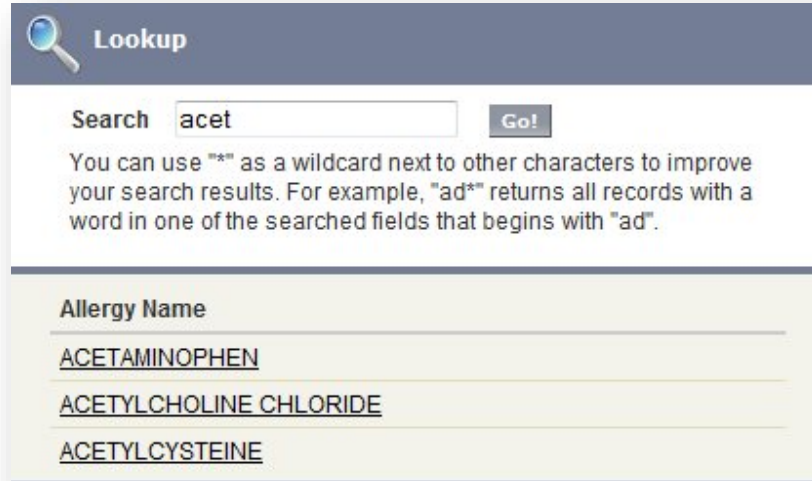 Lookup
Search acet Go!
You can use "*" as a wildcard next to other characters to improve
your search results. For example, "ad*" returns all records with a
word in one of the searched fields that begins with "ad".
Allergy Name
ACETAMINOPHEN
ACETYLCHOLINE CHLORIDE
ACETYLCYSTEINE